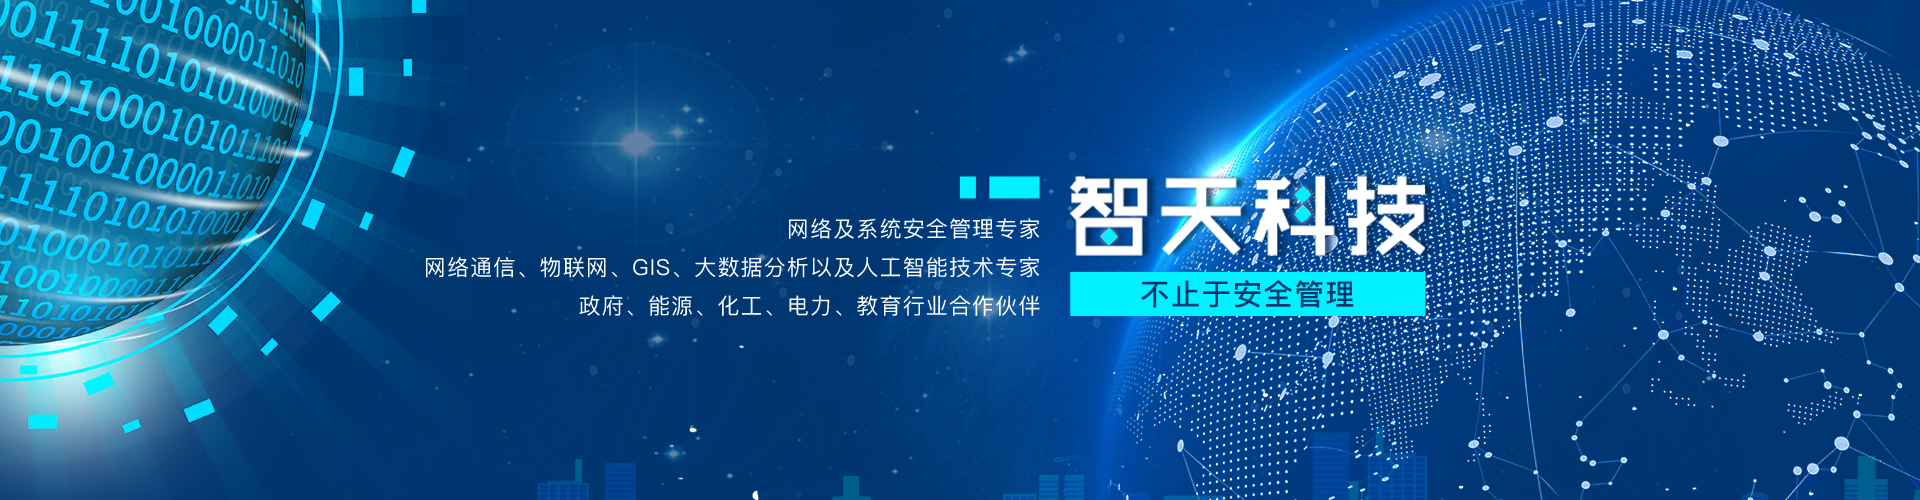 智天科技
不止于安全管理
网络及系统安全管理专家
网络通信、物联网、GIS、大数据分析以及人工智能技术专家
政府、能源、化工、电力、教育行业合作伙伴